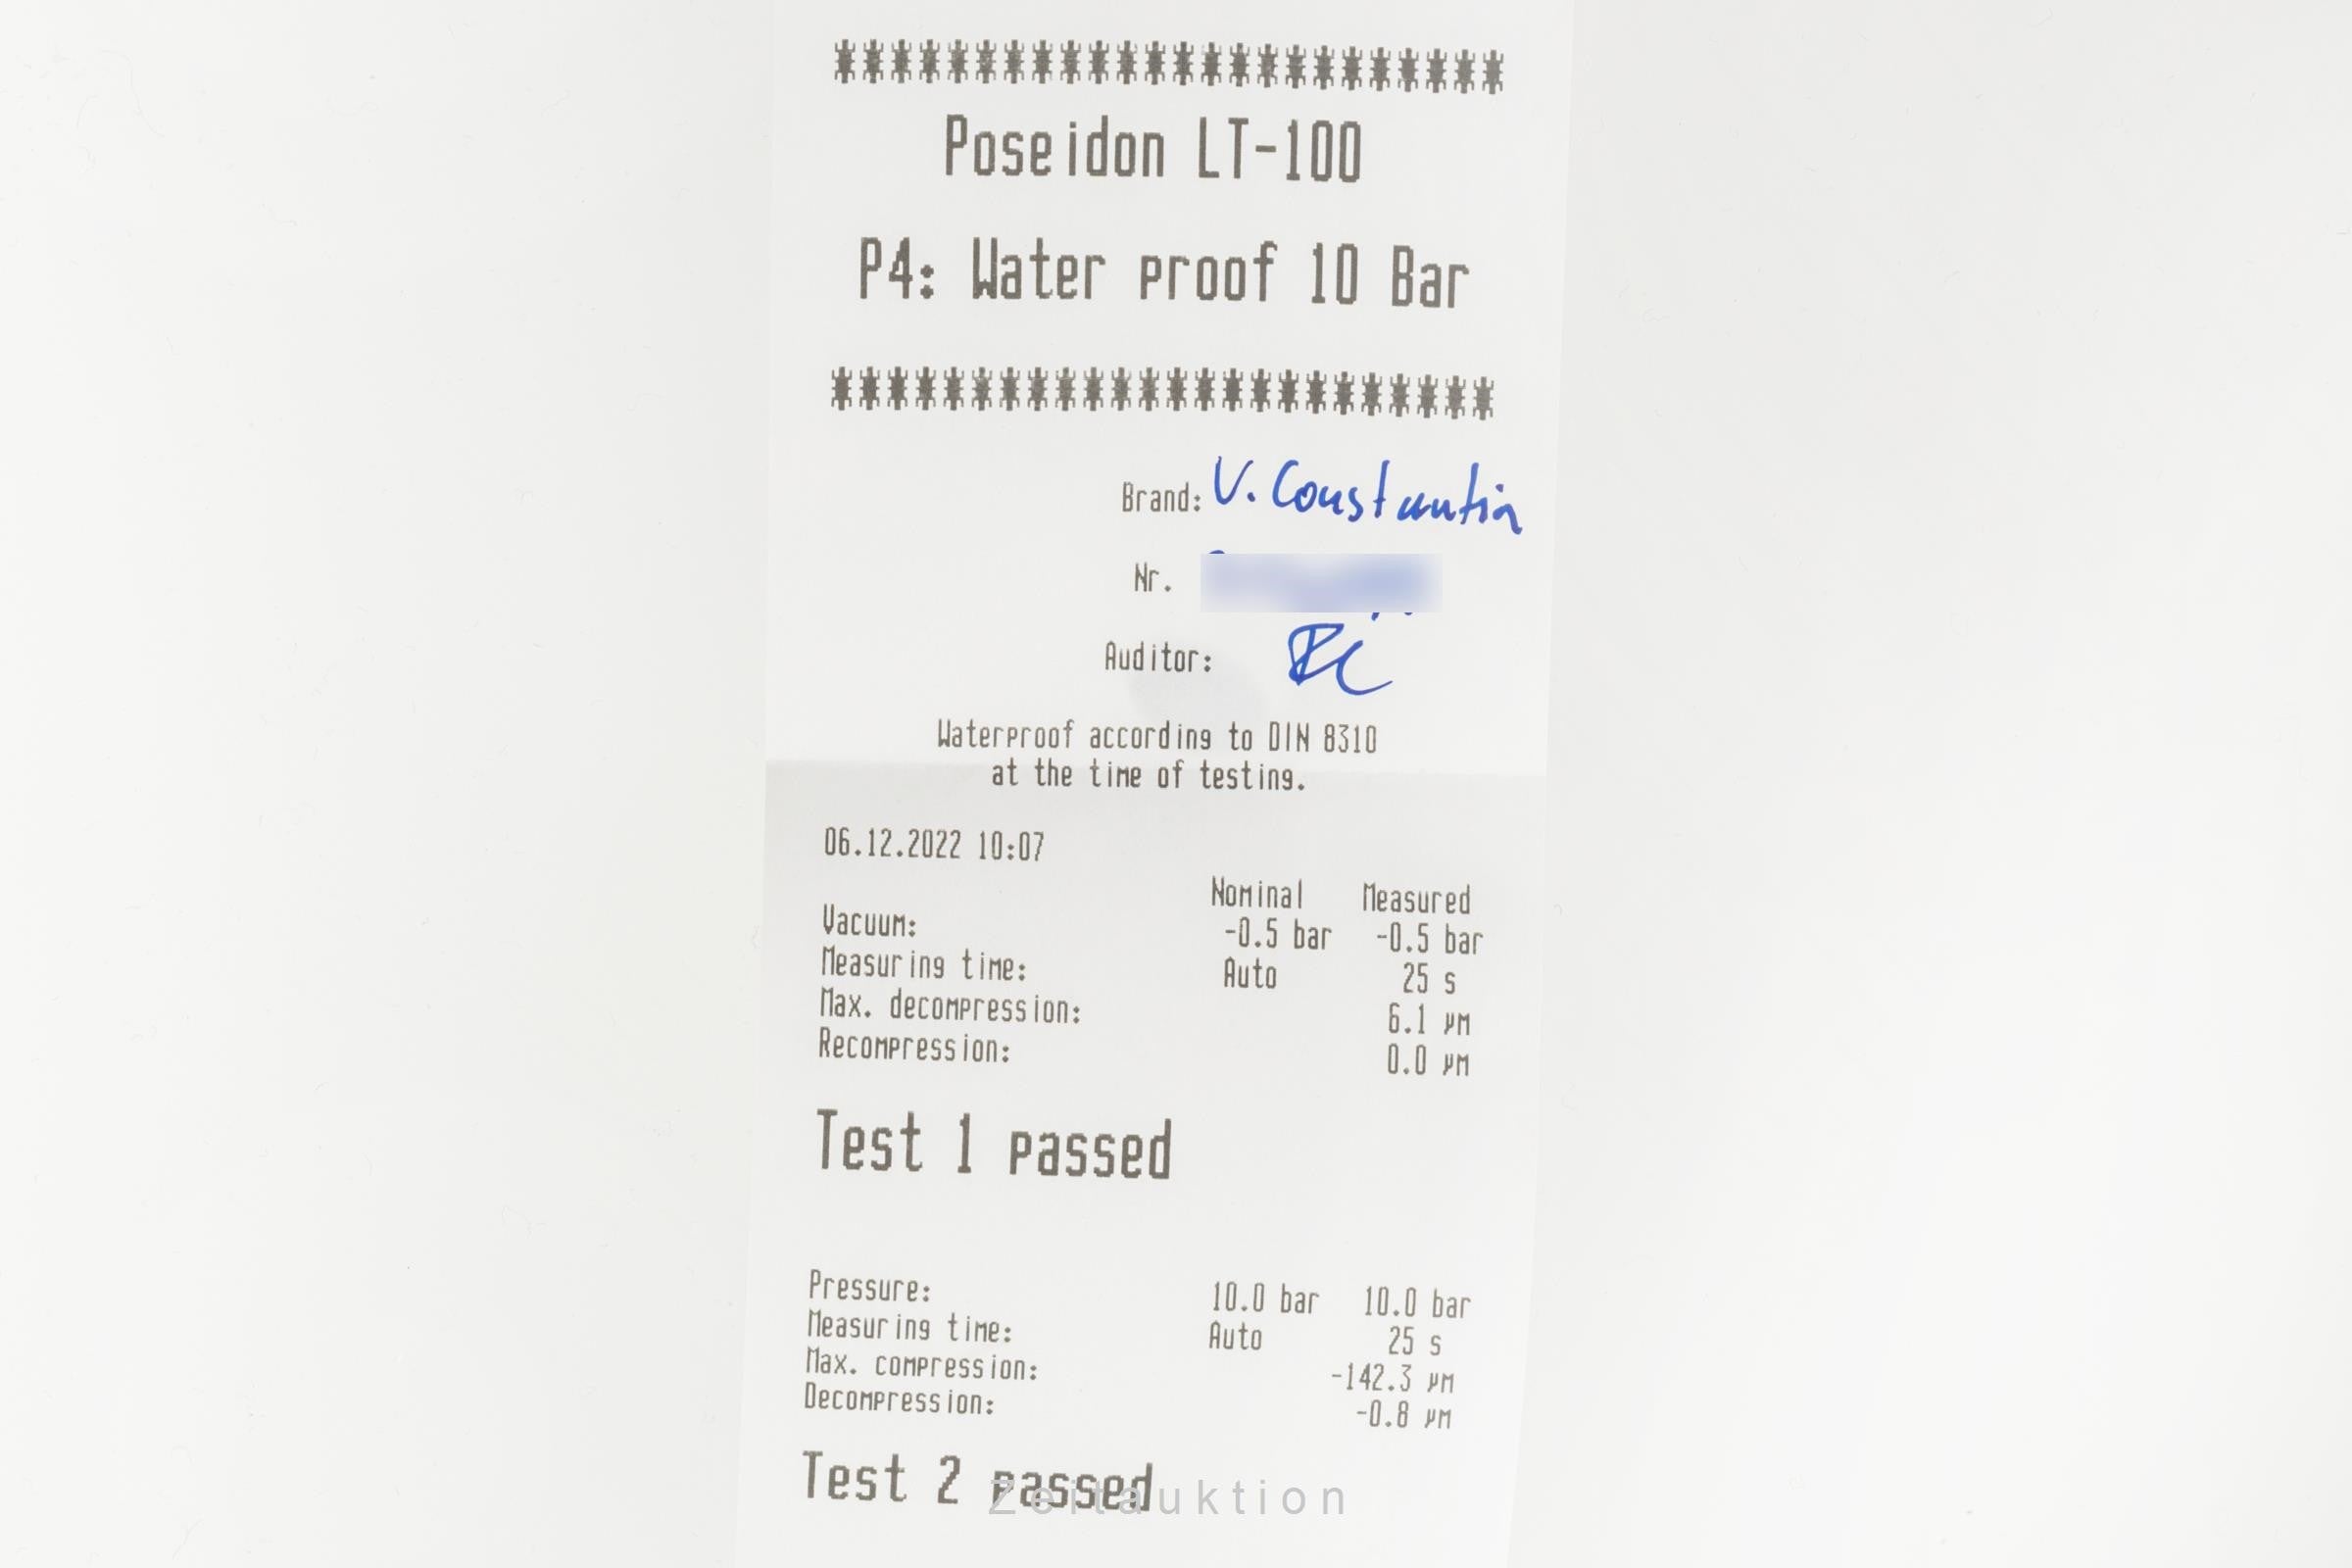 ************************
Poseidon LT-100
P4: Water proof 10 Bar
************************
Brand: V. Constantin
Nr.
Auditor:
Waterproof according to DIN 8310
at the time of testing.
06.12.2022 10:07
Nominal Measured
Vacuum: -0.5 bar -0.5 bar
Measuring time: Auto 25 s
Max. decompression: 6.1 µm
Recompression: 0.0 µm
Test 1 passed
Pressure: 10.0 bar 10.0 bar
Measuring time: Auto 25 s
Max. compression: -142.3 µm
Decompression: -0.8 µm
Test 2 passed
Zeitauktion